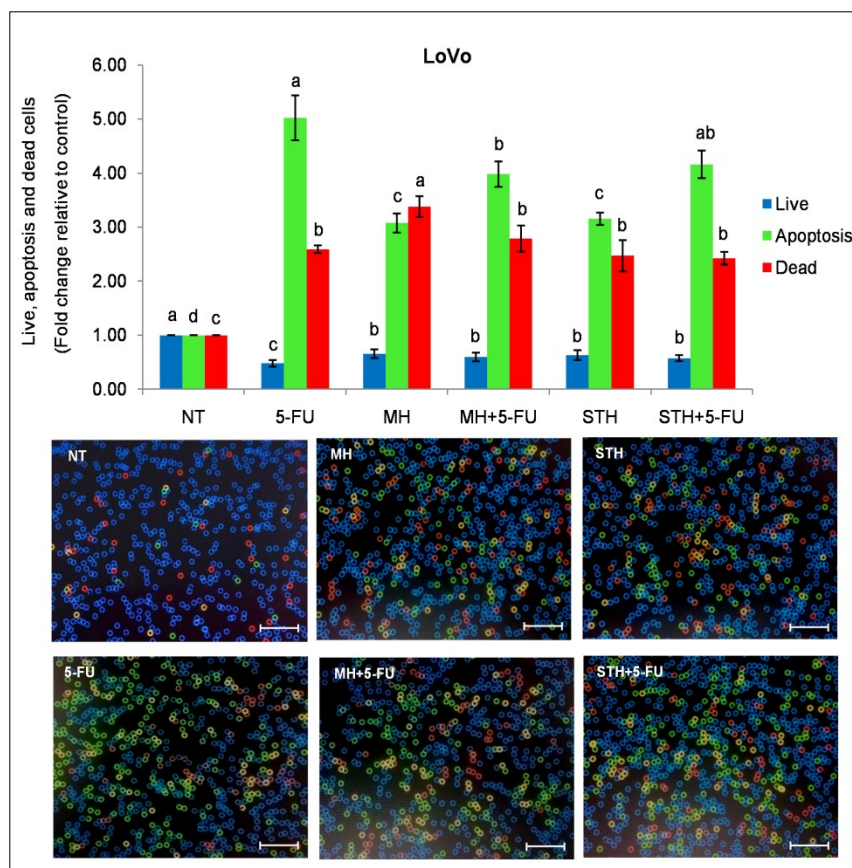 LoVo
Live, apoptosis and dead cells
(Fold change relative to control)
6.00
5.00
4.00
3.00
2.00
1.00
0.00
a d c
c a b
b c a
b b b
b c b
b ab b
Live
Apoptosis
Dead
NT 5-FU MH MH+5-FU STH STH+5-FU
NT MH STH
5-FU MH+5-FU STH+5-FU